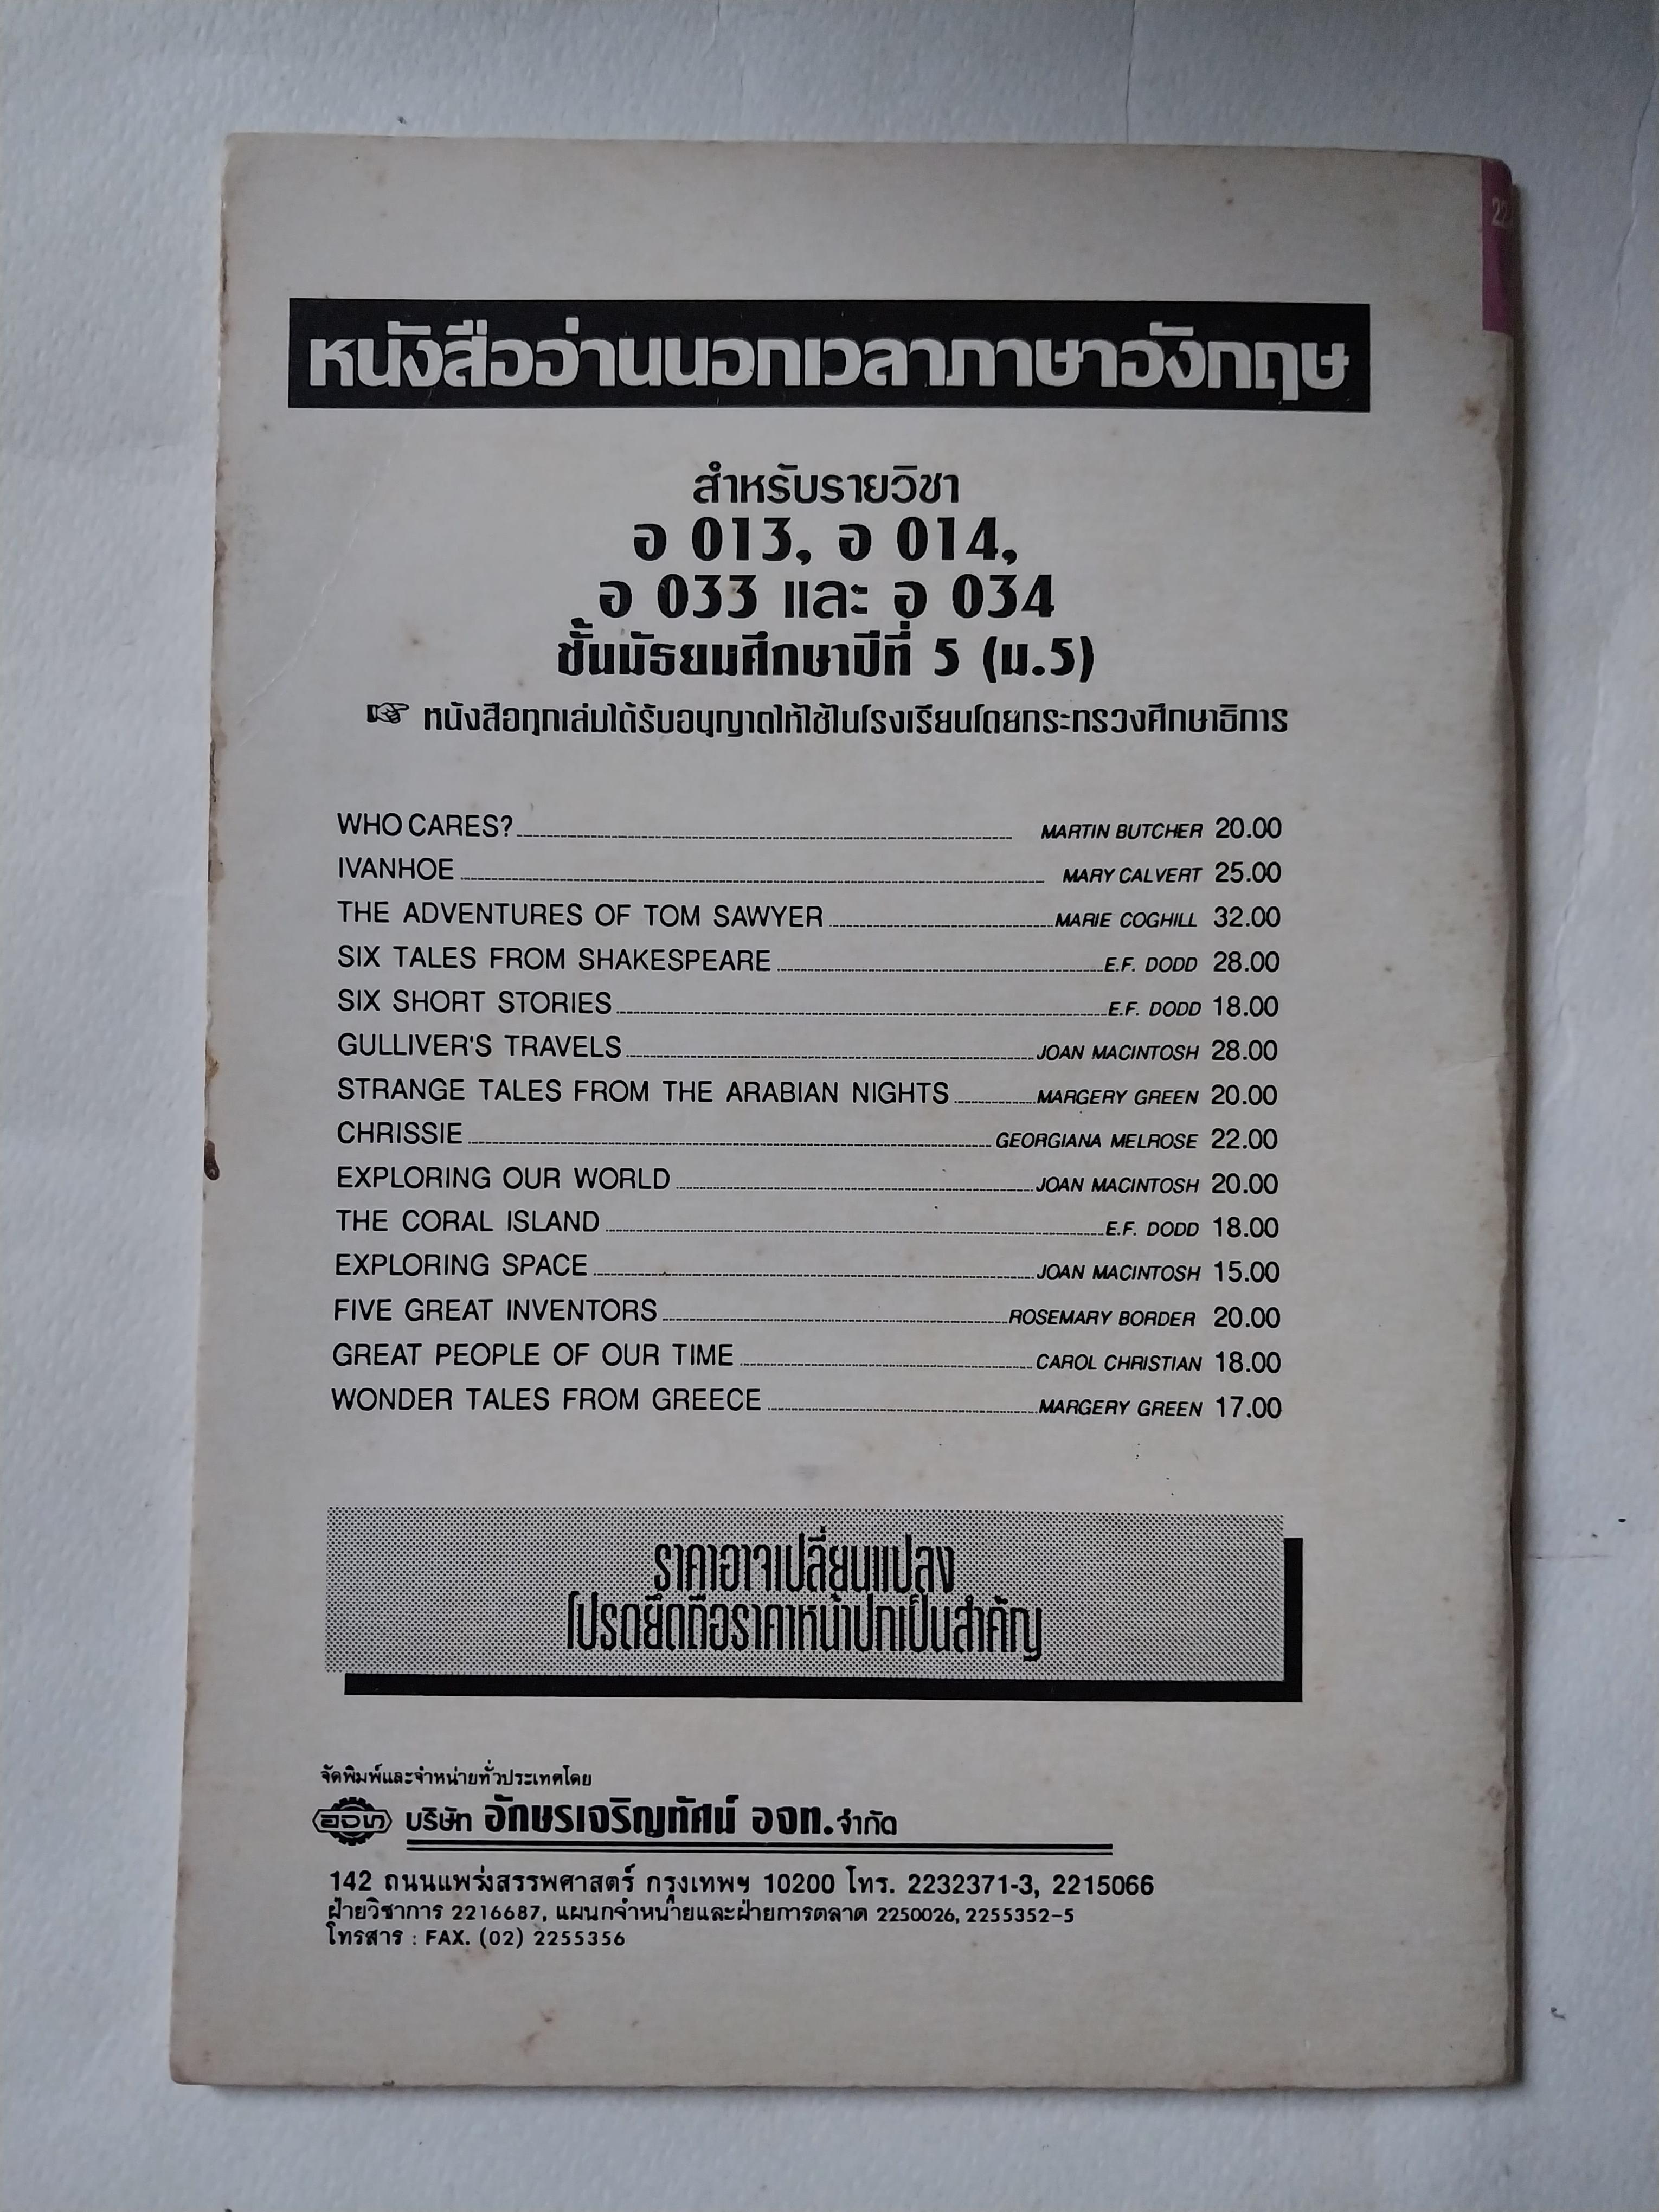 22
หนังสืออ่านนอกเวลาภาษาอังกฤษ
สำหรับรายวิชา
อ 013, อ 014,
อ 033 และ อ 034
ชั้นมัธยมศึกษาปีที่ 5 (ม.5)
☞ หนังสือทุกเล่มได้รับอนุญาตให้ใช้ในโรงเรียนโดยกระทรวงศึกษาธิการ
WHO CARES? MARTIN BUTCHER 20.00
IVANHOE MARY CALVERT 25.00
THE ADVENTURES OF TOM SAWYER MARIE COGHILL 32.00
SIX TALES FROM SHAKESPEARE E.F. DODD 28.00
SIX SHORT STORIES E.F. DODD 18.00
GULLIVER'S TRAVELS JOAN MACINTOSH 28.00
STRANGE TALES FROM THE ARABIAN NIGHTS MARGERY GREEN 20.00
CHRISSIE GEORGIANA MELROSE 22.00
EXPLORING OUR WORLD JOAN MACINTOSH 20.00
THE CORAL ISLAND E.F. DODD 18.00
EXPLORING SPACE JOAN MACINTOSH 15.00
FIVE GREAT INVENTORS ROSEMARY BORDER 20.00
GREAT PEOPLE OF OUR TIME CAROL CHRISTIAN 18.00
WONDER TALES FROM GREECE MARGERY GREEN 17.00
ราคาอาจเปลี่ยนแปลง
โปรดยึดถือราคาหน้าปกเป็นสำคัญ
จัดพิมพ์และจำหน่ายทั่วประเทศโดย
อจท บริษัท อักษรเจริญทัศน์ อจท. จำกัด
142 ถนนแพร่งสรรพศาสตร์ กรุงเทพฯ 10200 โทร. 2232371-3, 2215066
ฝ่ายวิชาการ 2216687, แผนกจำหน่ายและฝ่ายการตลาด 2250026, 2255352-5
โทรสาร : FAX. (02) 2255356